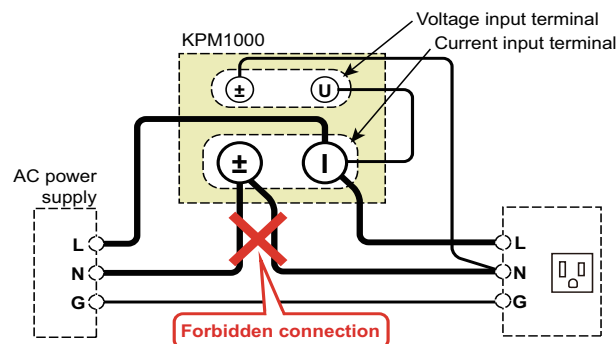 Voltage input terminal
KPM1000
Current input terminal
± U
± I
AC power
supply
L
N
G
L
N
G
Forbidden connection